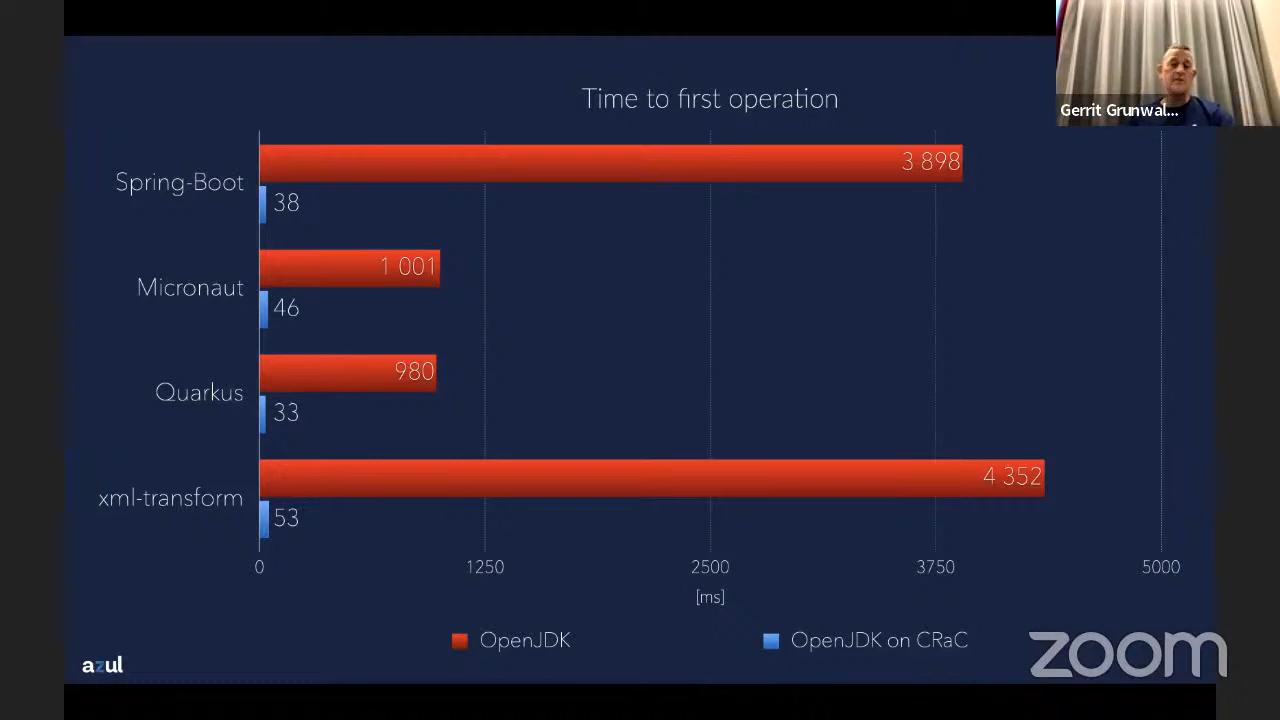 Time to first operation
Gerrit Grunwal...
Spring-Boot
3 898
38
Micronaut
1 001
46
Quarkus
980
33
xml-transform
4 352
53
0 1250 2500 3750 5000
[ms]
OpenJDK OpenJDK on CRaC
azul
zoom